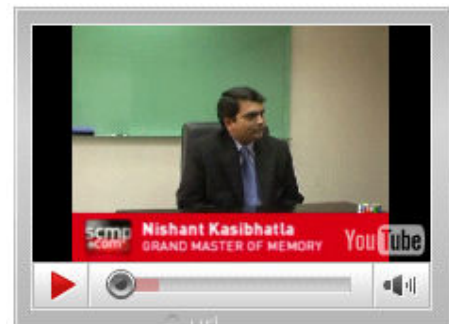 scmp
.com
Nishant Kasibhatla
GRAND MASTER OF MEMORY
YouTube